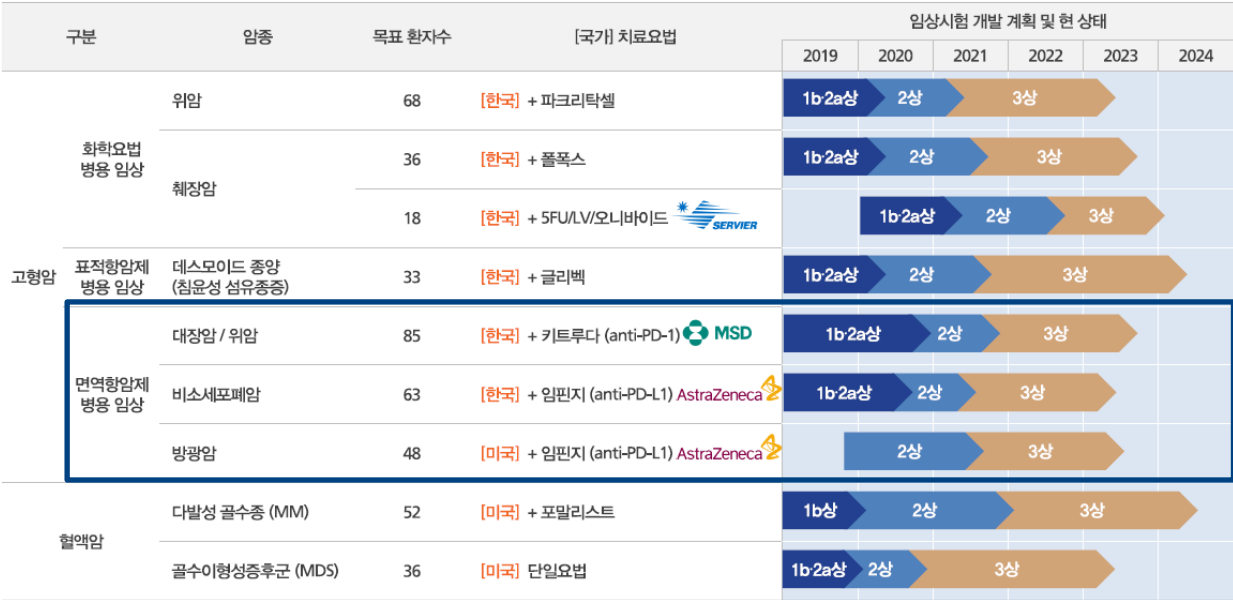 구분 암종 목표 환자수 [국가] 치료요법 임상시험 개발 계획 및 현 상태
2019 2020 2021 2022 2023 2024
고형암
화학요법
병용 임상
위암 68 [한국] + 파크리탁셀 1b·2a상 2상 3상
췌장암
36 [한국] + 폴폭스 1b·2a상 2상 3상
18 [한국] + 5FU/LV/오니바이드 SERVIER 1b·2a상 2상 3상
표적항암제
병용 임상
데스모이드 종양
(침윤성 섬유종증)
33 [한국] + 글리벡 1b·2a상 2상 3상
면역항암제
병용 임상
대장암 / 위암 85 [한국] + 키트루다 (anti-PD-1) MSD 1b·2a상 2상 3상
비소세포폐암 63 [한국] + 임핀지 (anti-PD-L1) AstraZeneca 1b·2a상 2상 3상
방광암 48 [미국] + 임핀지 (anti-PD-L1) AstraZeneca 2상 3상
혈액암
다발성 골수종 (MM) 52 [미국] + 포말리스트 1b상 2상 3상
골수이형성증후군 (MDS) 36 [미국] 단일요법 1b·2a상 2상 3상